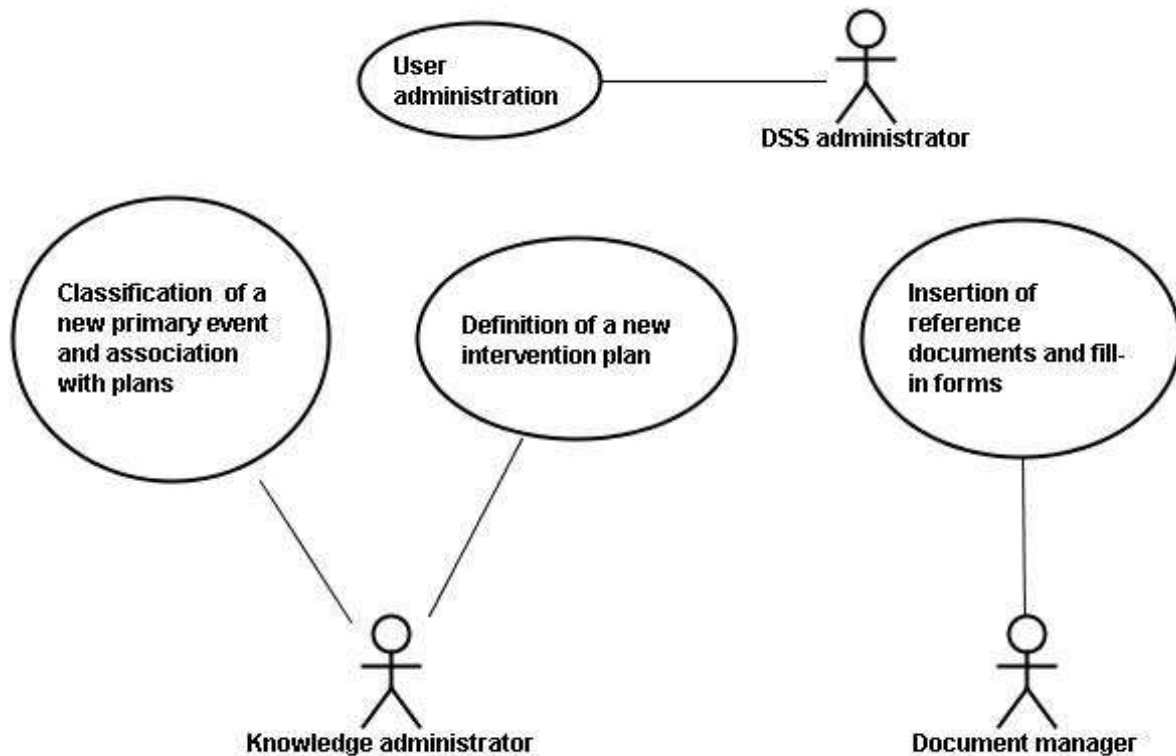 User
administration
DSS administrator
Classification of a
new primary event
and association
with plans
Definition of a new
intervention plan
Insertion of
reference
documents and fill-
in forms
Knowledge administrator
Document manager